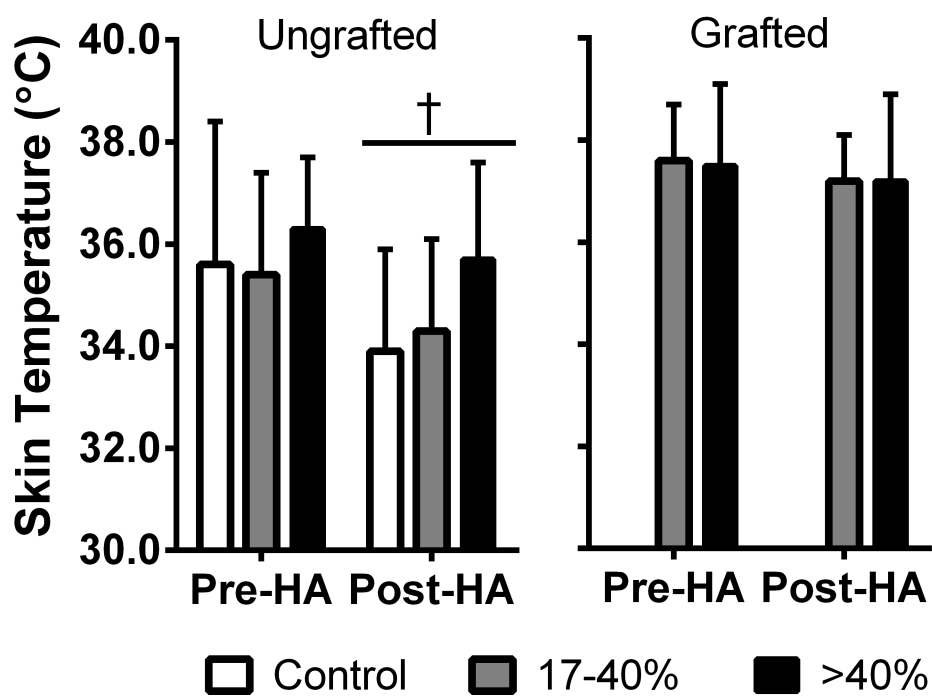 Ungrafted
Grafted
Skin Temperature (°C)
40.0
38.0
36.0
34.0
32.0
30.0
†
Pre-HA Post-HA
Pre-HA Post-HA
Control 17-40% >40%